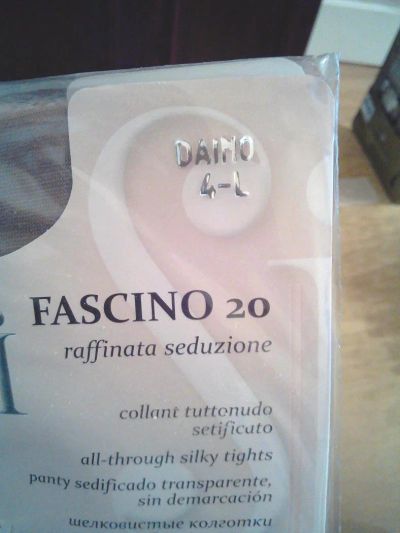 DAINO
4-L
FASCINO 20
raffinata seduzione
collant tuttonudo
setificato
all-through silky tights
panty sedificado transparente,
sin demarcación
шелковистые колготки